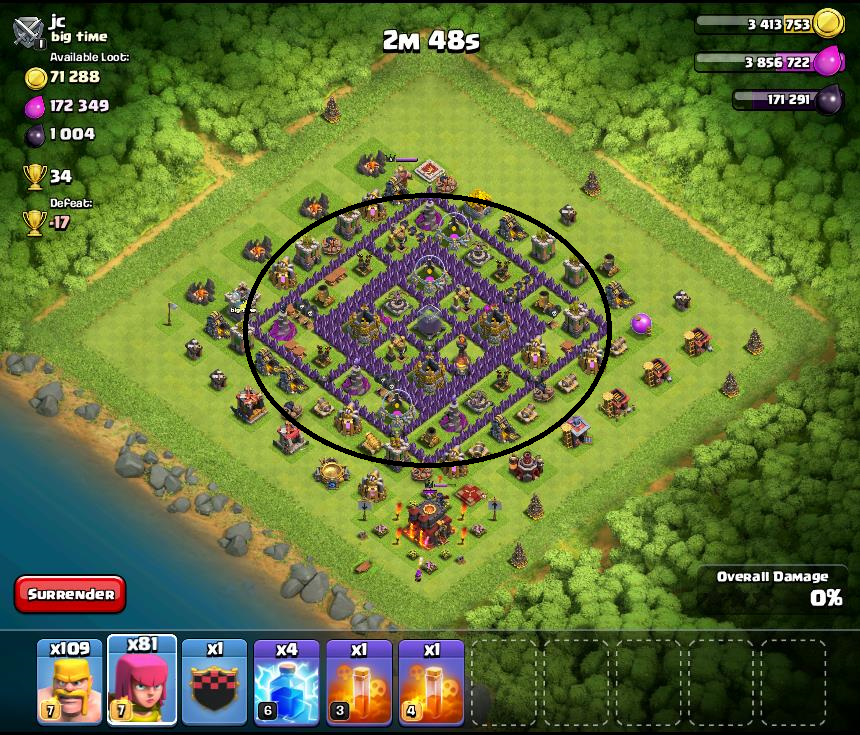 jc
big time
Available Loot:
71 288
172 349
1 004
34
Defeat:
-17
2m 48s
3 413 753
3 856 722
171 291
Surrender
Overall Damage
0%
x109
x81
x1
x4
x1
x1
7
7
6
3
4